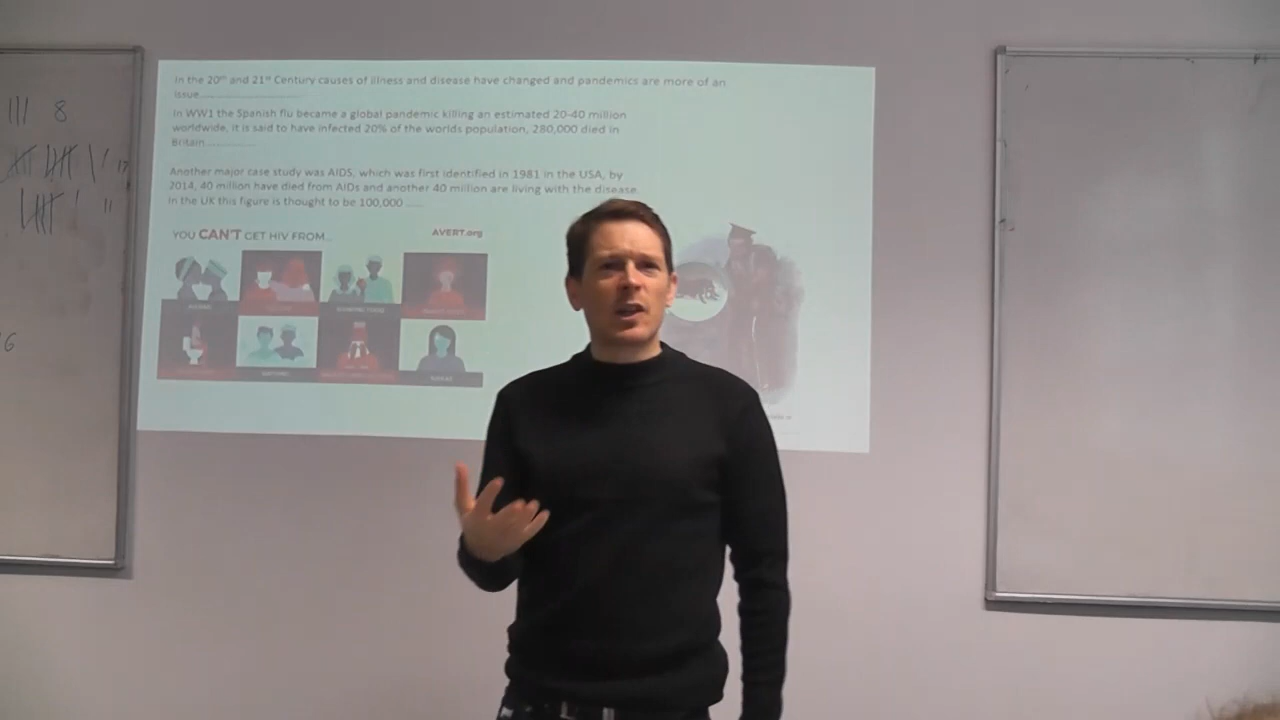 In the 20th and 21st Century causes of illness and disease have changed and pandemics are more of an
issue..............................
In WW1 the Spanish flu became a global pandemic killing an estimated 20-40 million
worldwide, it is said to have infected 20% of the worlds population, 280,000 died in
Britain...............
Another major case study was AIDS, which was first identified in 1981 in the USA, by
2014, 40 million have died from AIDs and another 40 million are living with the disease.
In the UK this figure is thought to be 100,000 .....
YOU CAN'T GET HIV FROM...
AVERT.org
8
6